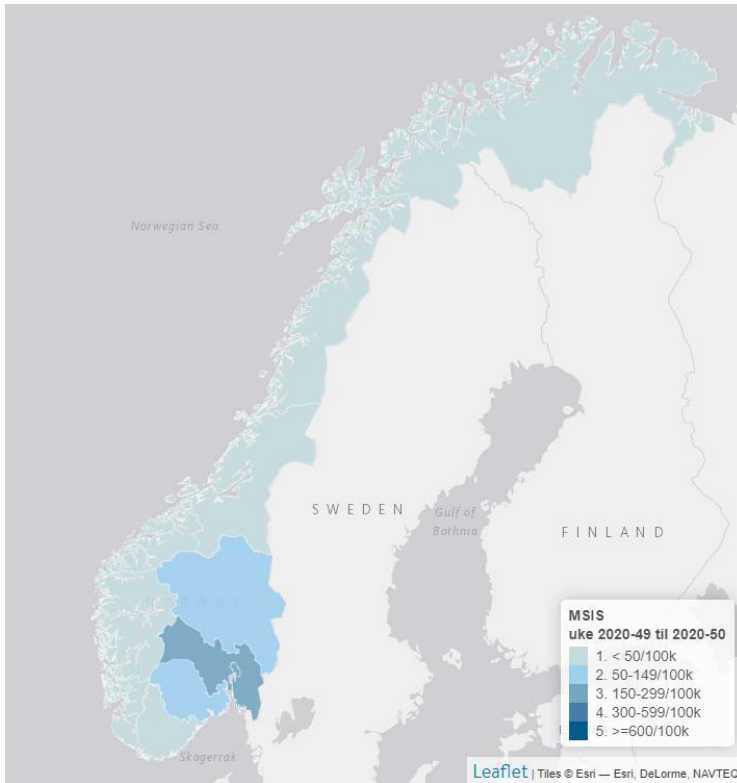 Norwegian Sea
SWEDEN
Gulf of
Bothnia
FINLAND
NORWAY
Skagerrak
MSIS
uke 2020-49 til 2020-50
1. < 50/100k
2. 50-149/100k
3. 150-299/100k
4. 300-599/100k
5. >=600/100k
Leaflet | Tiles © Esri — Esri, DeLorme, NAVTEQ